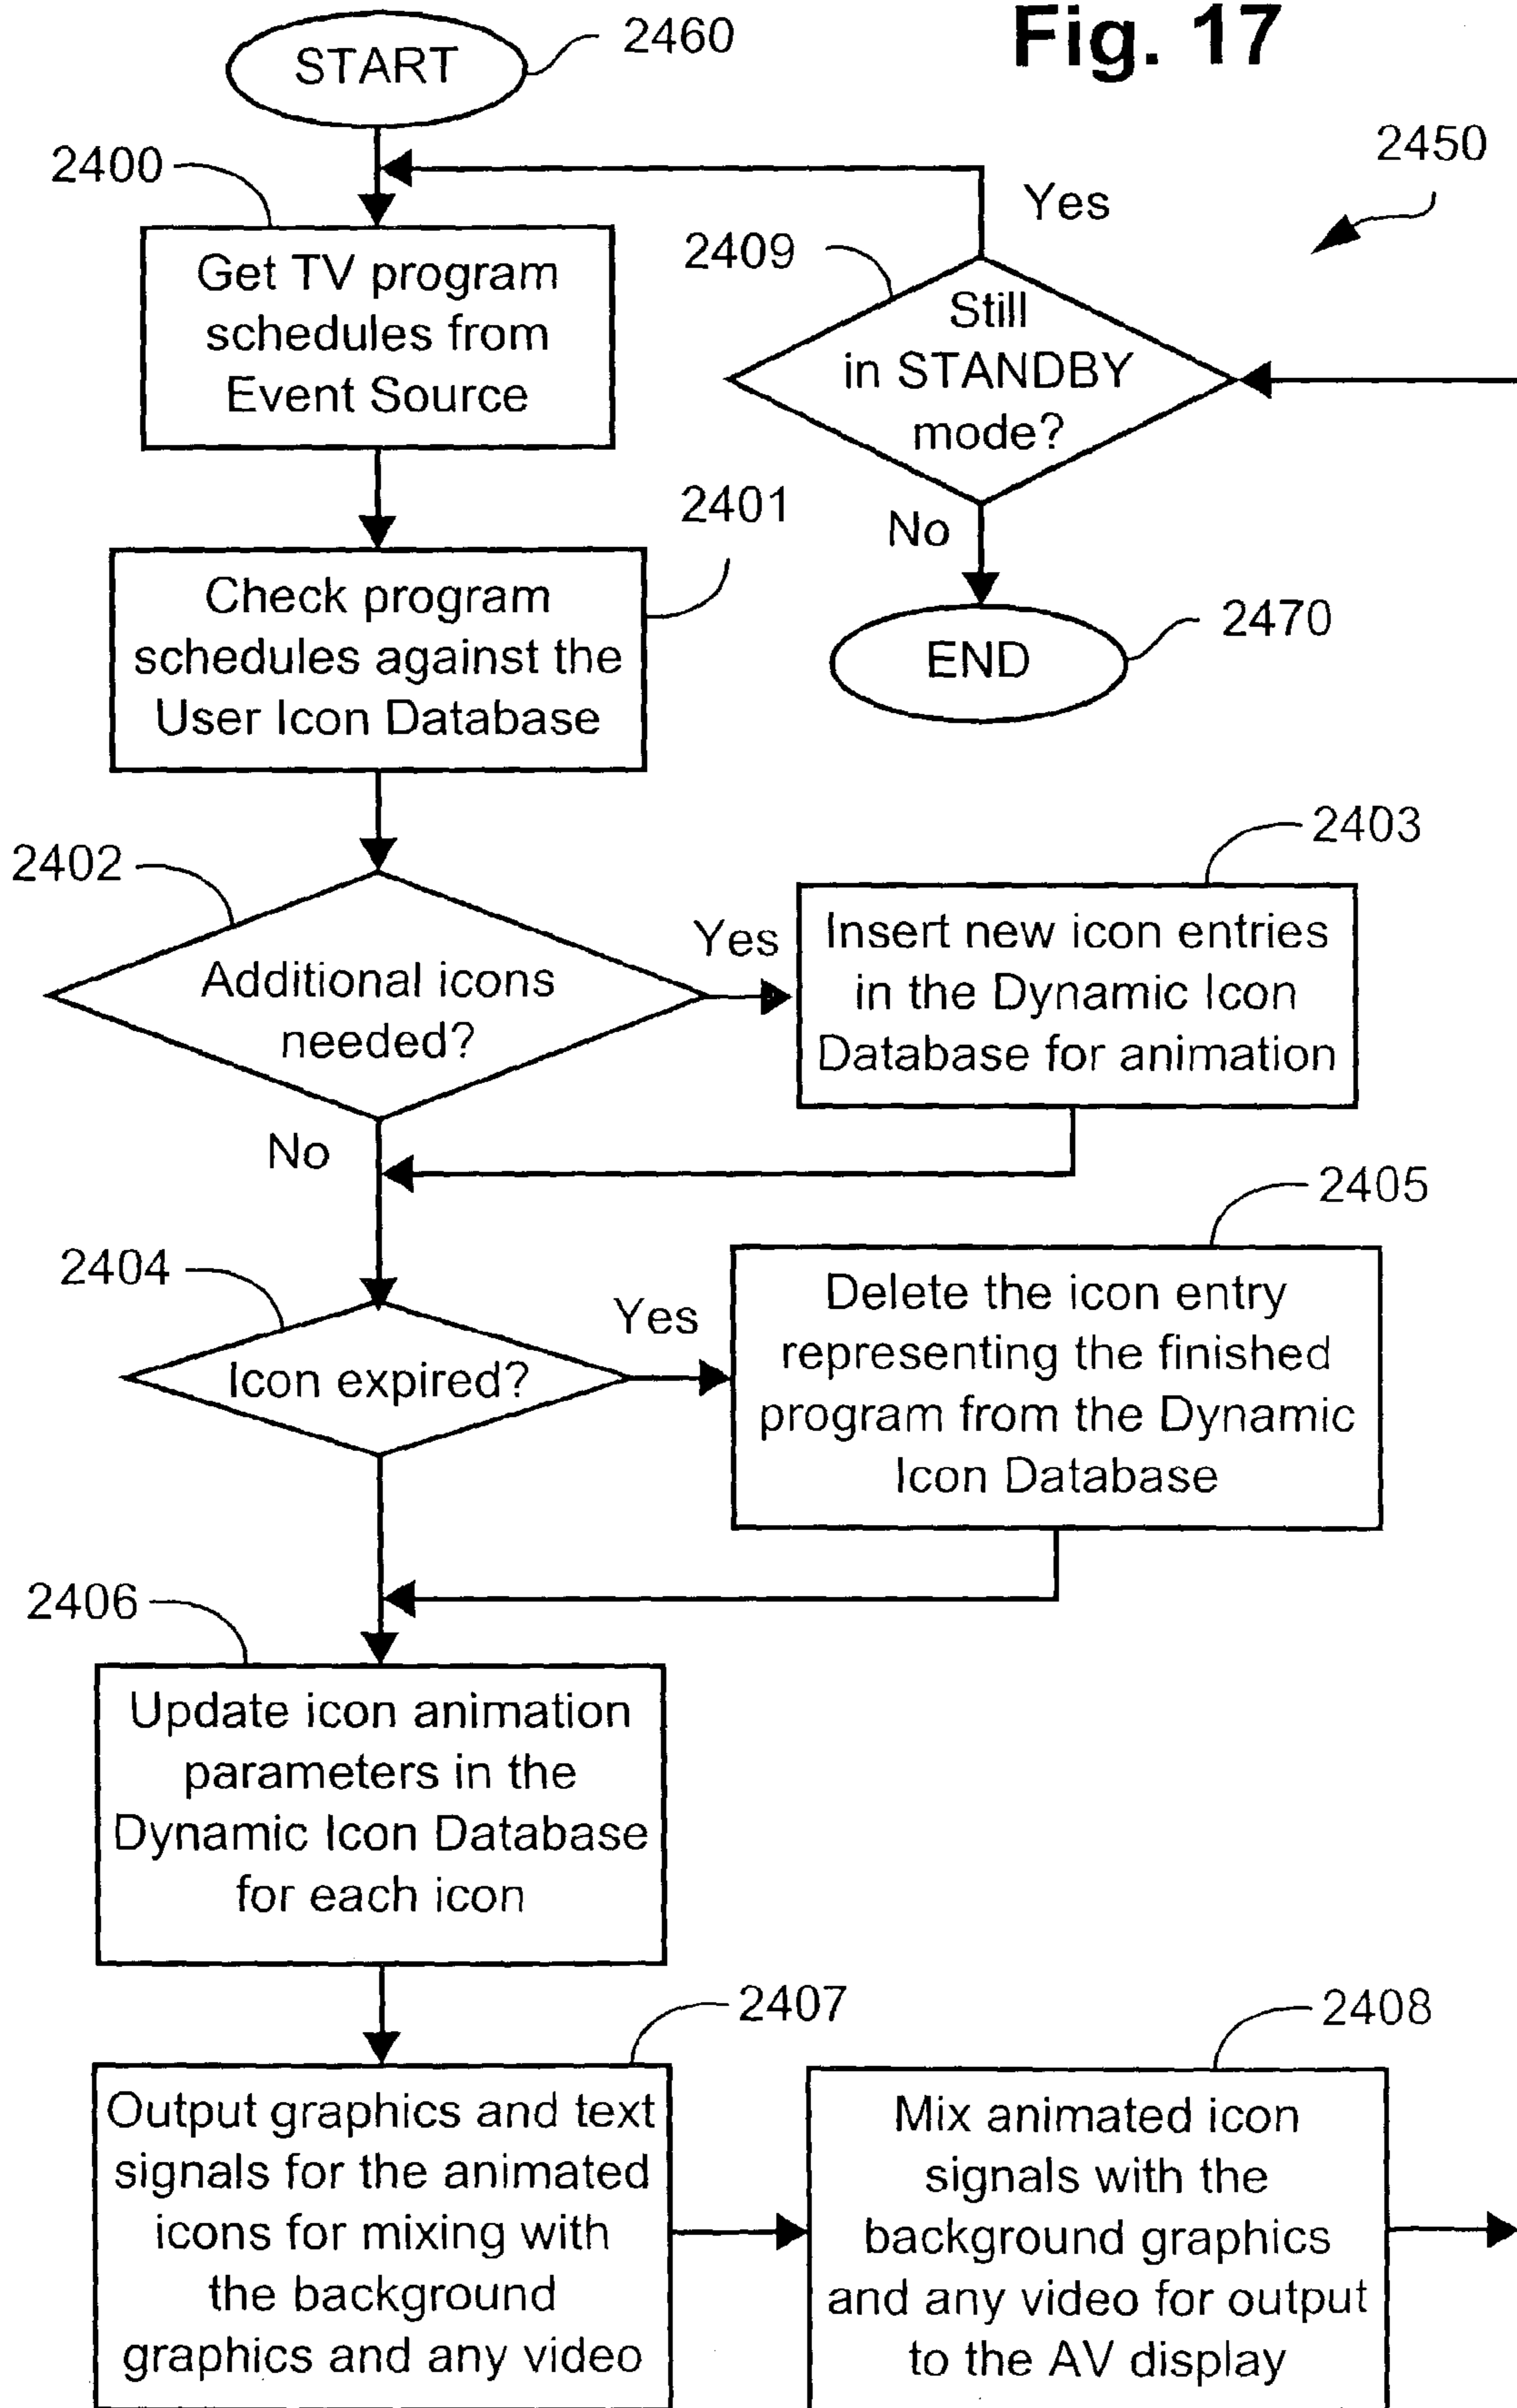 Fig. 17
START
2460
2450
2400
Get TV program
schedules from
Event Source
Yes
2409
Still
in STANDBY
mode?
No
END
2470
2401
Check program
schedules against the
User Icon Database
2402
Additional icons
needed?
Yes
No
2403
Insert new icon entries
in the Dynamic Icon
Database for animation
2404
Icon expired?
Yes
2405
Delete the icon entry
representing the finished
program from the Dynamic
Icon Database
2406
Update icon animation
parameters in the
Dynamic Icon Database
for each icon
2407
Output graphics and text
signals for the animated
icons for mixing with
the background
graphics and any video
2408
Mix animated icon
signals with the
background graphics
and any video for output
to the AV display